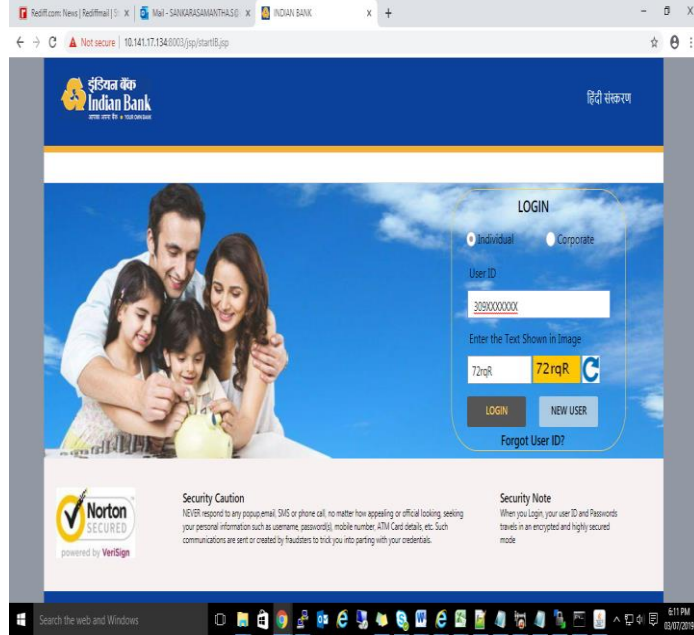 Rediff.com News | Rediffmail |
Mail - SANKARASAMANTHA.S@
INDIAN BANK
Not secure | 10.141.17.134:8003/jsp/startIB.jsp
इंडियन बैंक
Indian Bank
आपका अपना बैंक YOUR OWN BANK
हिंदी संस्करण
LOGIN
Individual
Corporate
User ID
309XXXXXXX
Enter the Text Shown in Image
72rqR
72rqR
LOGIN
NEW USER
Forgot User ID?
Norton
SECURED
powered by VeriSign
Security Caution
NEVER respond to any popup,email, SMS or phone call, no matter how appealing or official looking, seeking
your personal information such as username, password(s), mobile number, ATM Card details, etc. Such
communications are sent or created by fraudsters to trick you into parting with your credentials.
Security Note
When you Login, your user ID and Passwords
travels in an encrypted and highly secured
mode
Search the web and Windows
6:11 PM
03/07/2019